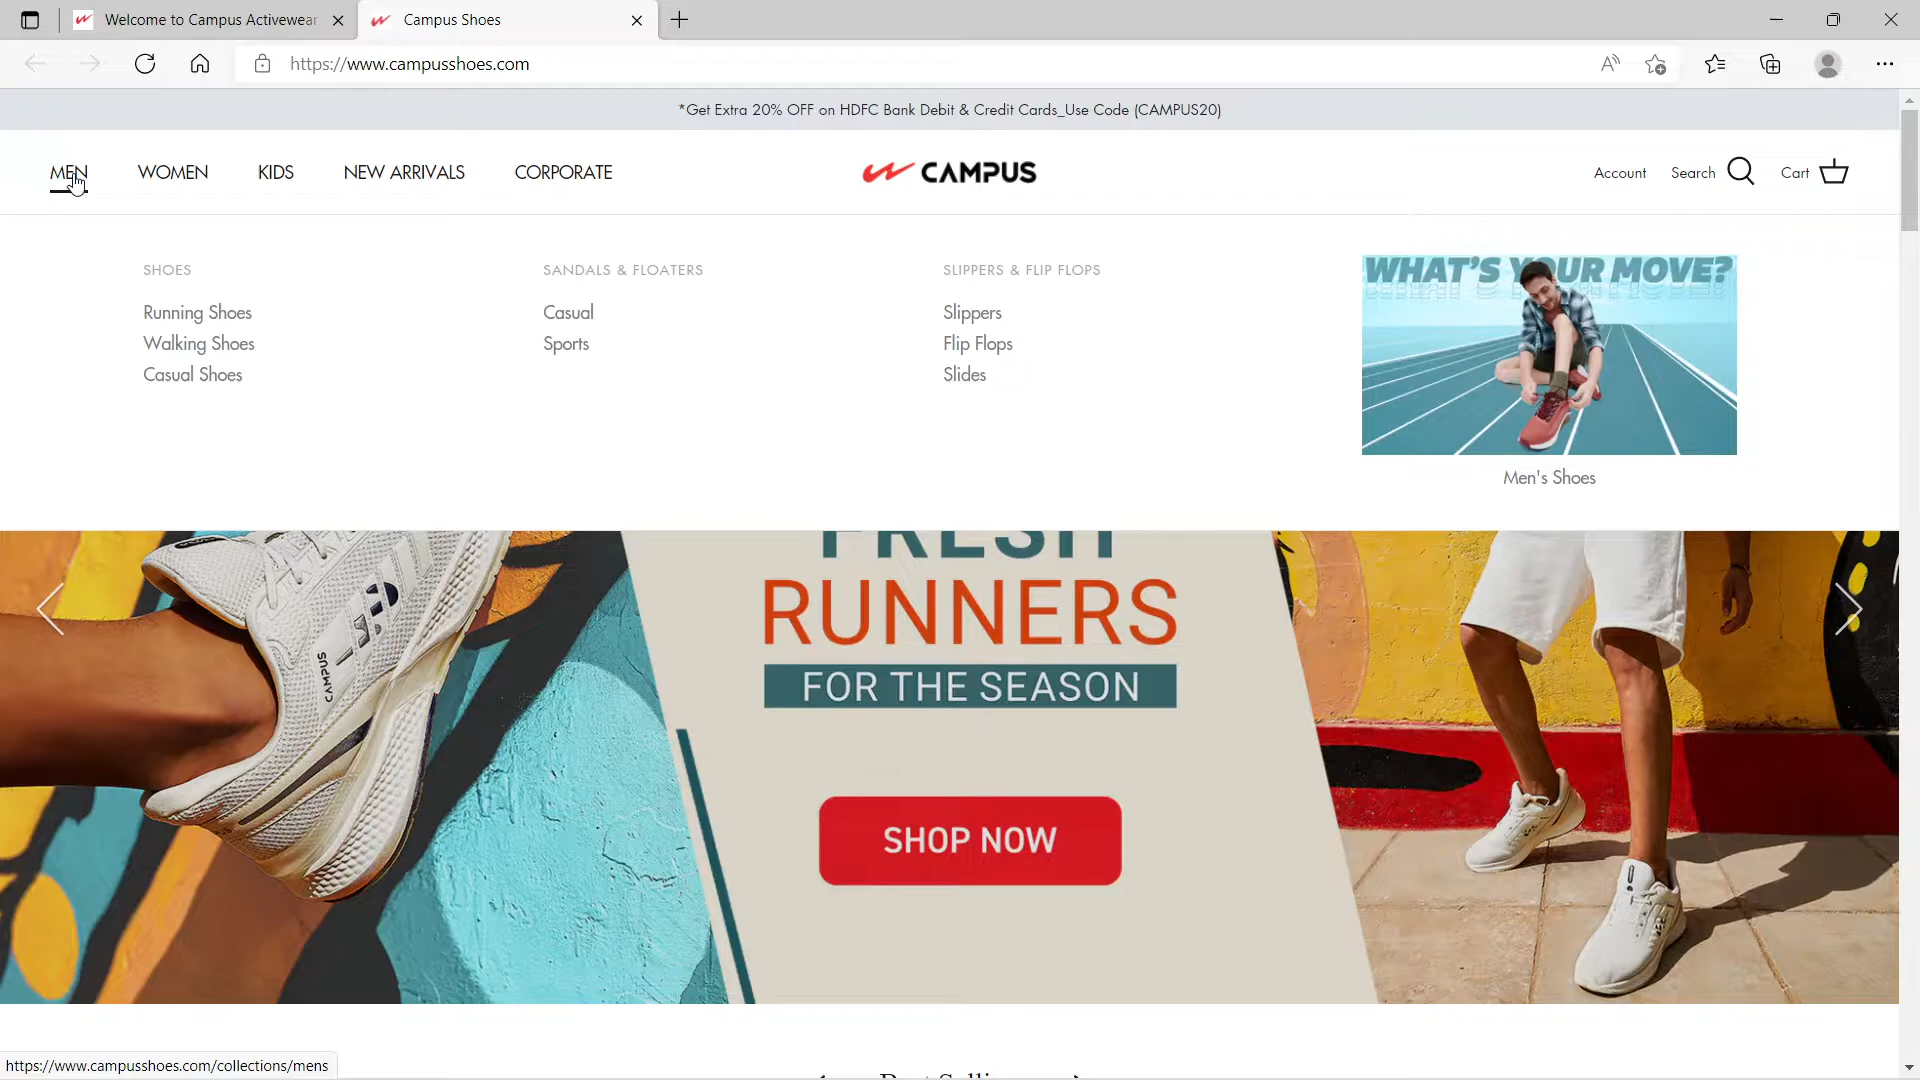 Welcome to Campus Activewear
Campus Shoes
https://www.campusshoes.com
*Get Extra 20% OFF on HDFC Bank Debit & Credit Cards_Use Code (CAMPUS20)
MEN WOMEN KIDS NEW ARRIVALS CORPORATE
CAMPUS
Account Search Cart
SHOES
Running Shoes
Walking Shoes
Casual Shoes
SANDALS & FLOATERS
Casual
Sports
SLIPPERS & FLIP FLOPS
Slippers
Flip Flops
Slides
WHAT'S YOUR MOVE?
Men's Shoes
CAMPUS
FRESH
RUNNERS
FOR THE SEASON
SHOP NOW
https://www.campusshoes.com/collections/mens